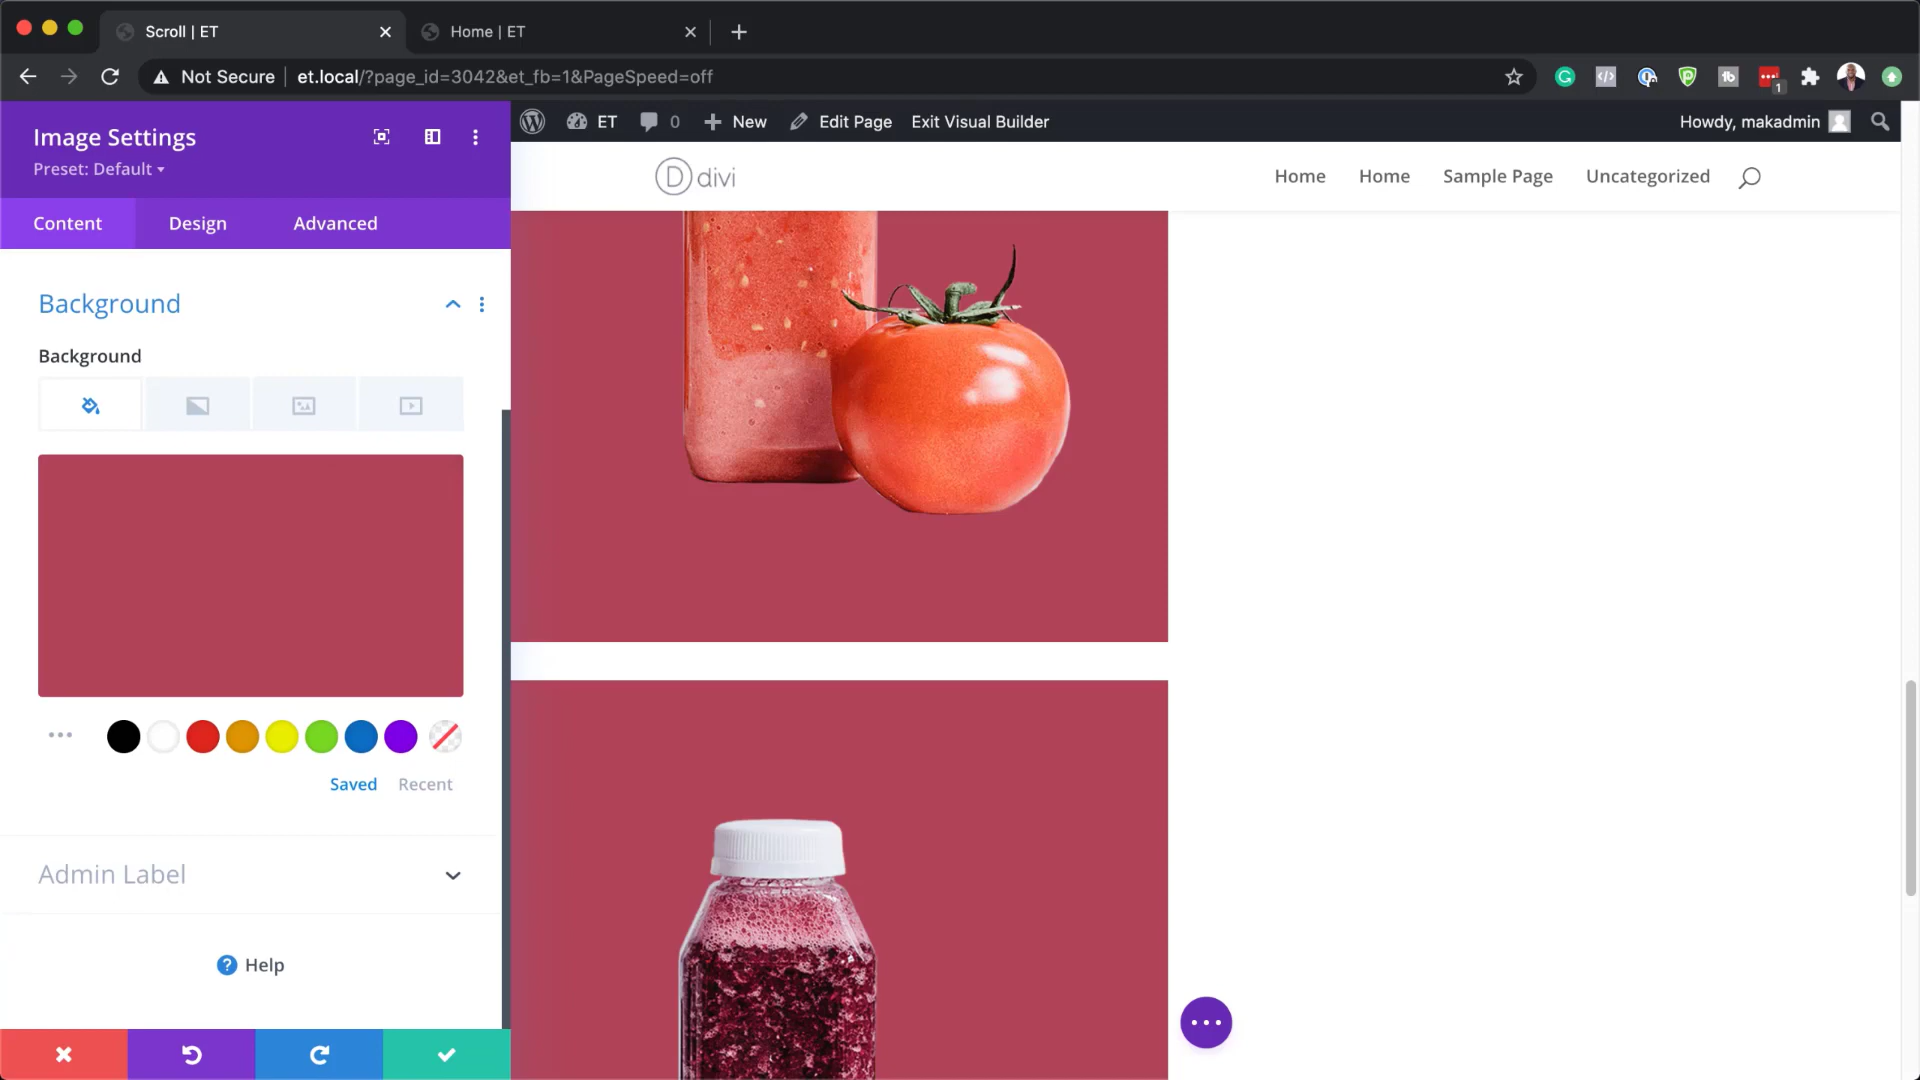 Scroll | ET
Home | ET
Not Secure
et.local/?page_id=3042&et_fb=1&PageSpeed=off
1
Image Settings
Preset: Default
Content
Design
Advanced
ET
0
New
Edit Page
Exit Visual Builder
Howdy, makadmin
D divi
Home
Home
Sample Page
Uncategorized
Background
Background
Saved
Recent
Admin Label
? Help